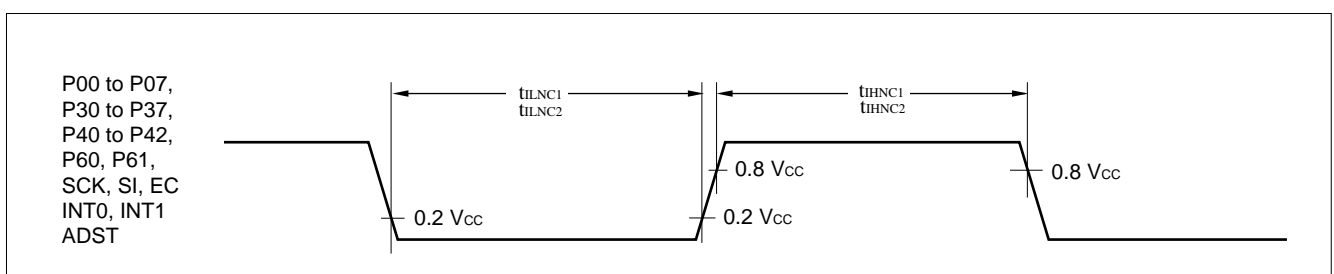 P00 to P07,
P30 to P37,
P40 to P42,
P60, P61,
SCK, SI, EC
INT0, INT1
ADST
tILNC1
tILNC2
tIHNC1
tIHNC2
0.8 VCC
0.8 VCC
0.2 VCC
0.2 VCC